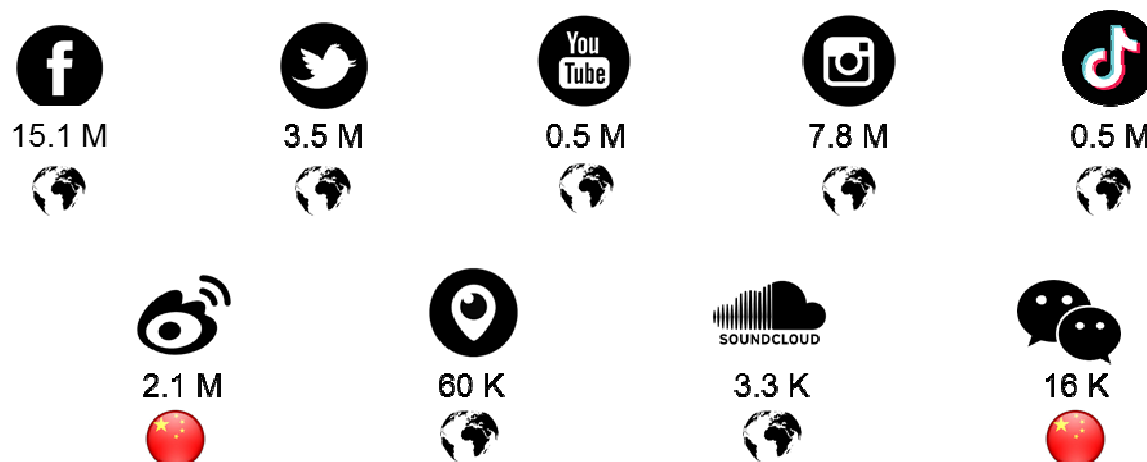 f
You
Tube
15.1 M
3.5 M
0.5 M
7.8 M
0.5 M
SOUNDCLOUD
2.1 M
60 K
3.3 K
16 K